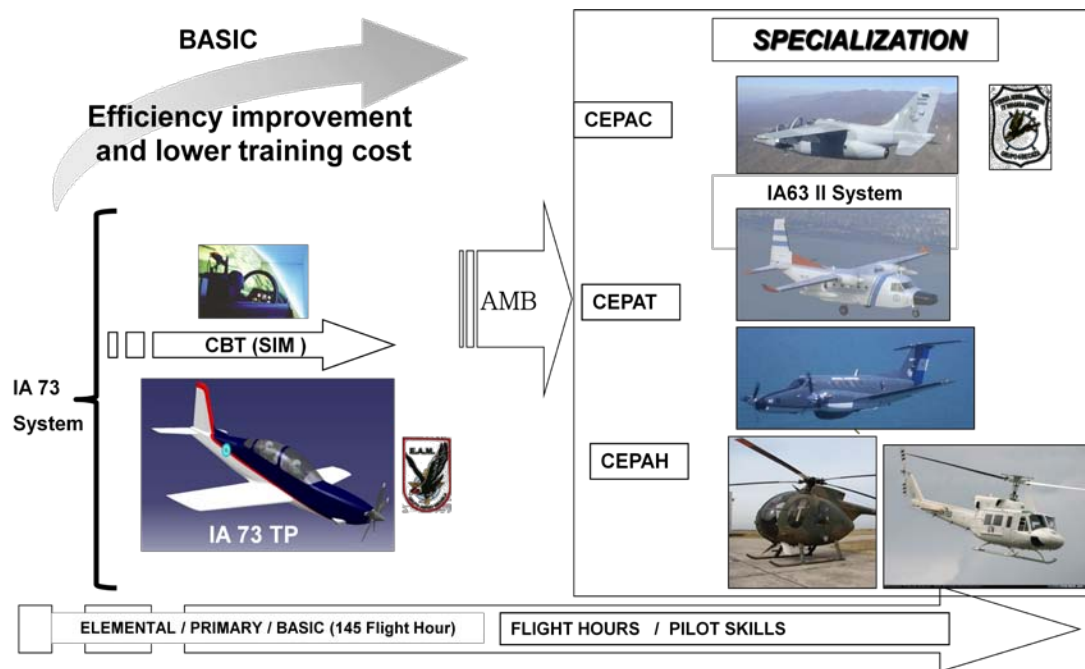 BASIC
Efficiency improvement
and lower training cost
SPECIALIZATION
CEPAC
IA63 II System
CEPAT
CEPAH
AMB
CBT (SIM )
IA 73
System
E.A.M.
IA 73 TP
ELEMENTAL / PRIMARY / BASIC (145 Flight Hour)
FLIGHT HOURS / PILOT SKILLS